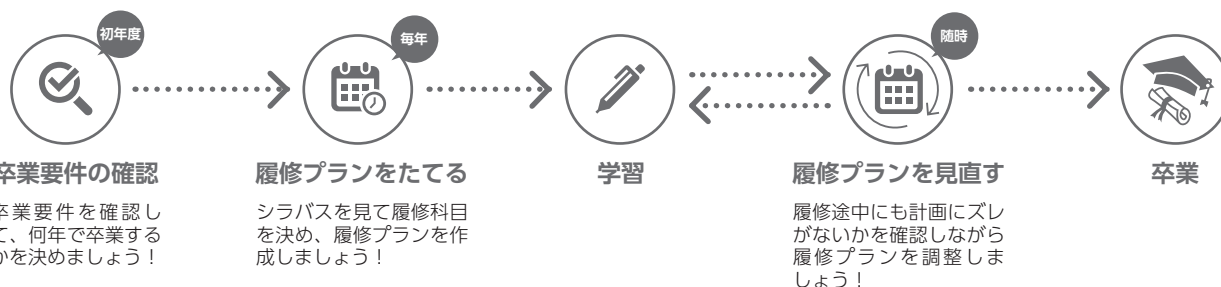 初年度
卒業要件の確認
卒業要件を確認し
て、何年で卒業する
かを決めましょう！
毎年
履修プランをたてる
シラバスを見て履修科目
を決め、履修プランを作
成しましょう！
学習
随時
履修プランを見直す
履修途中にも計画にズレ
がないかを確認しながら
履修プランを調整しま
しょう！
卒業